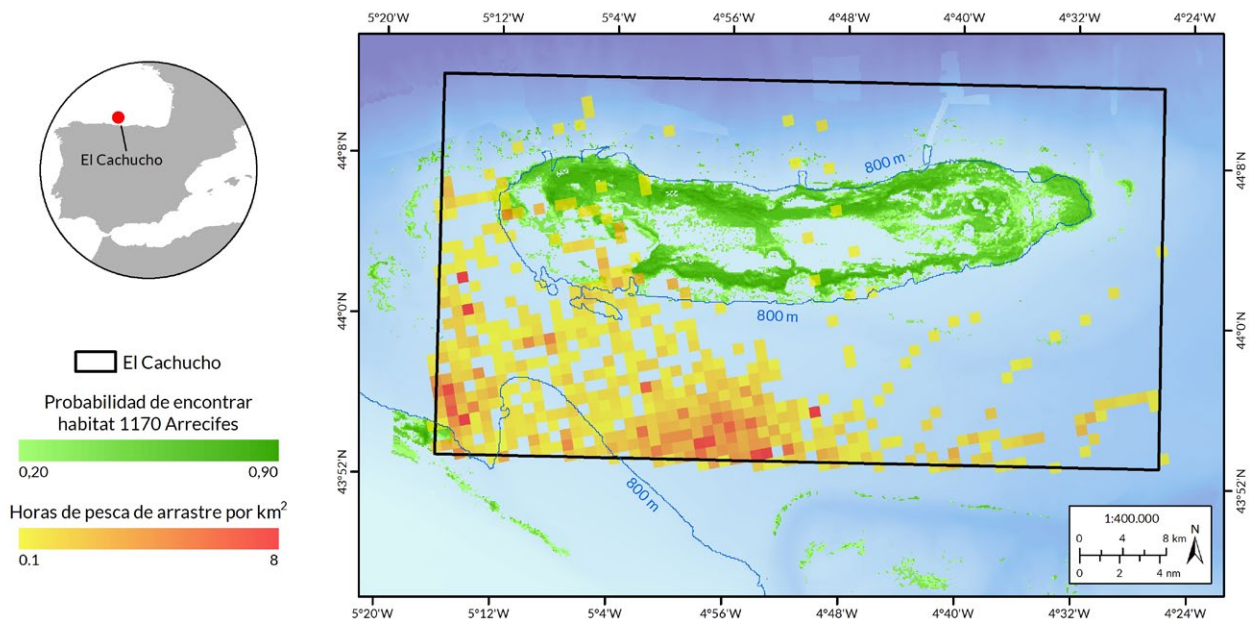 El Cachucho
El Cachucho
Probabilidad de encontrar
habitat 1170 Arrecifes
0,20 0,90
Horas de pesca de arrastre por km²
0.1 8
5°20'W 5°12'W 5°4'W 4°56'W 4°48'W 4°40'W 4°32'W 4°24'W
44°8'N 44°8'N
800 m
44°0'N 44°0'N
800 m
43°52'N 43°52'N
800 m
1:400.000
N
0 4 8 km
0 2 4 nm
5°20'W 5°12'W 5°4'W 4°56'W 4°48'W 4°40'W 4°32'W 4°24'W